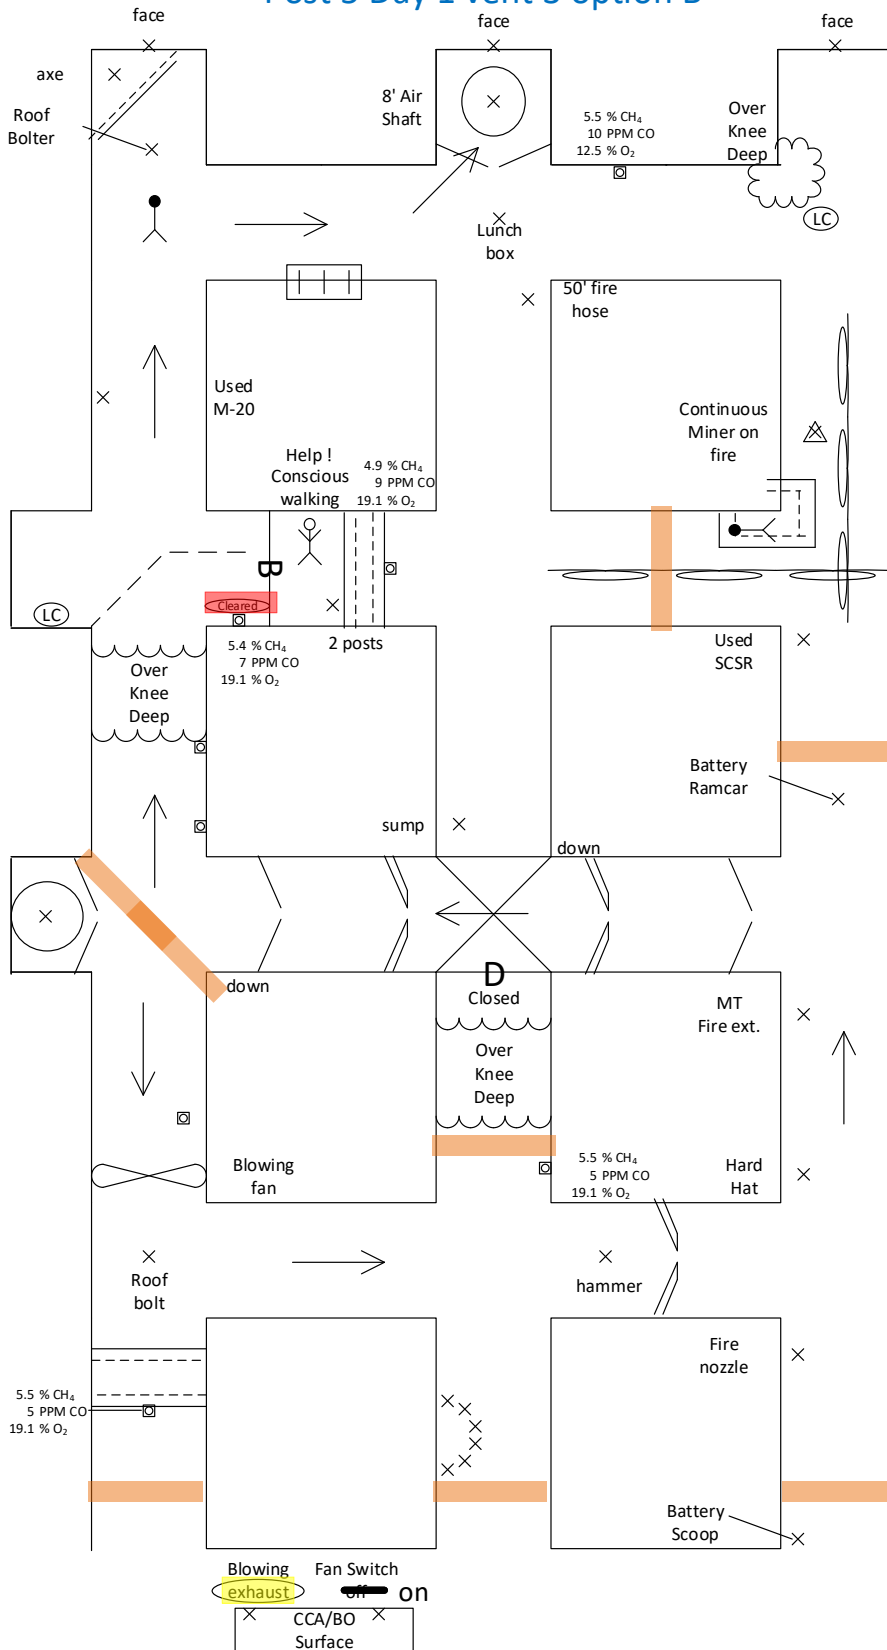 Post 3 Day 1 Vent 3 option B
face
face
face
axe
Roof
Bolter
8' Air
Shaft
5.5 % CH₄
10 PPM CO
12.5 % O₂
Over
Knee
Deep
LC
Lunch
box
50' fire
hose
Used
M-20
Continuous
Miner on
fire
Help !
Conscious
walking
4.9 % CH₄
9 PPM CO
19.1 % O₂
B
Cleared
LC
5.4 % CH₄
7 PPM CO
19.1 % O₂
2 posts
Used
SCSR
Over
Knee
Deep
Battery
Ramcar
sump
down
down
D
Closed
MT
Fire ext.
Over
Knee
Deep
Blowing
fan
5.5 % CH₄
5 PPM CO
19.1 % O₂
Hard
Hat
Roof
bolt
hammer
Fire
nozzle
5.5 % CH₄
5 PPM CO
19.1 % O₂
Battery
Scoop
Blowing
exhaust
Fan Switch
off on
CCA/BO
Surface